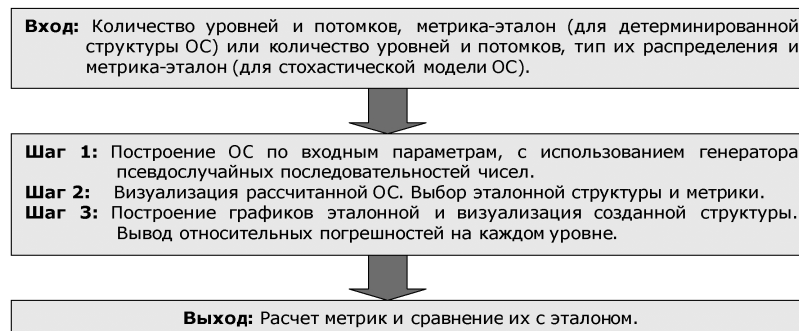 Вход: Количество уровней и потомков, метрика-эталон (для детерминированной
структуры ОС) или количество уровней и потомков, тип их распределения и
метрика-эталон (для стохастической модели ОС).
Шаг 1: Построение ОС по входным параметрам, с использованием генератора
псевдослучайных последовательностей чисел.
Шаг 2: Визуализация рассчитанной ОС. Выбор эталонной структуры и метрики.
Шаг 3: Построение графиков эталонной и визуализация созданной структуры.
Вывод относительных погрешностей на каждом уровне.
Выход: Расчет метрик и сравнение их с эталоном.